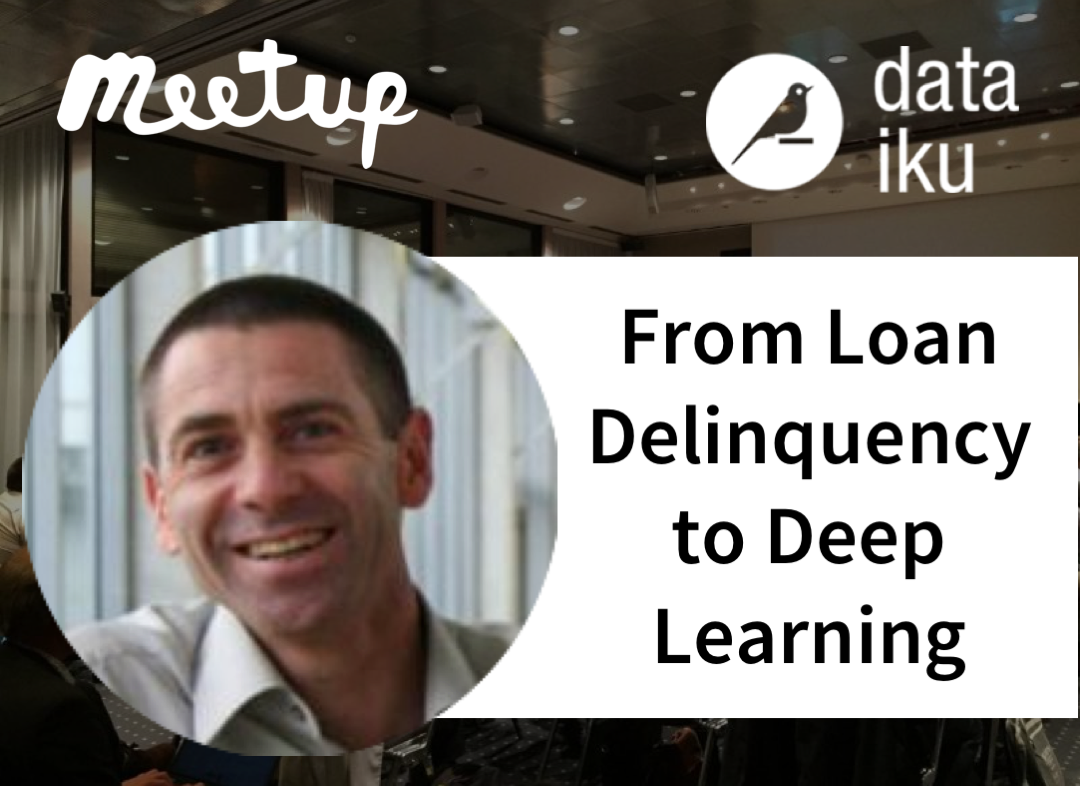 meetup
data
iku
From Loan
Delinquency
to Deep
Learning